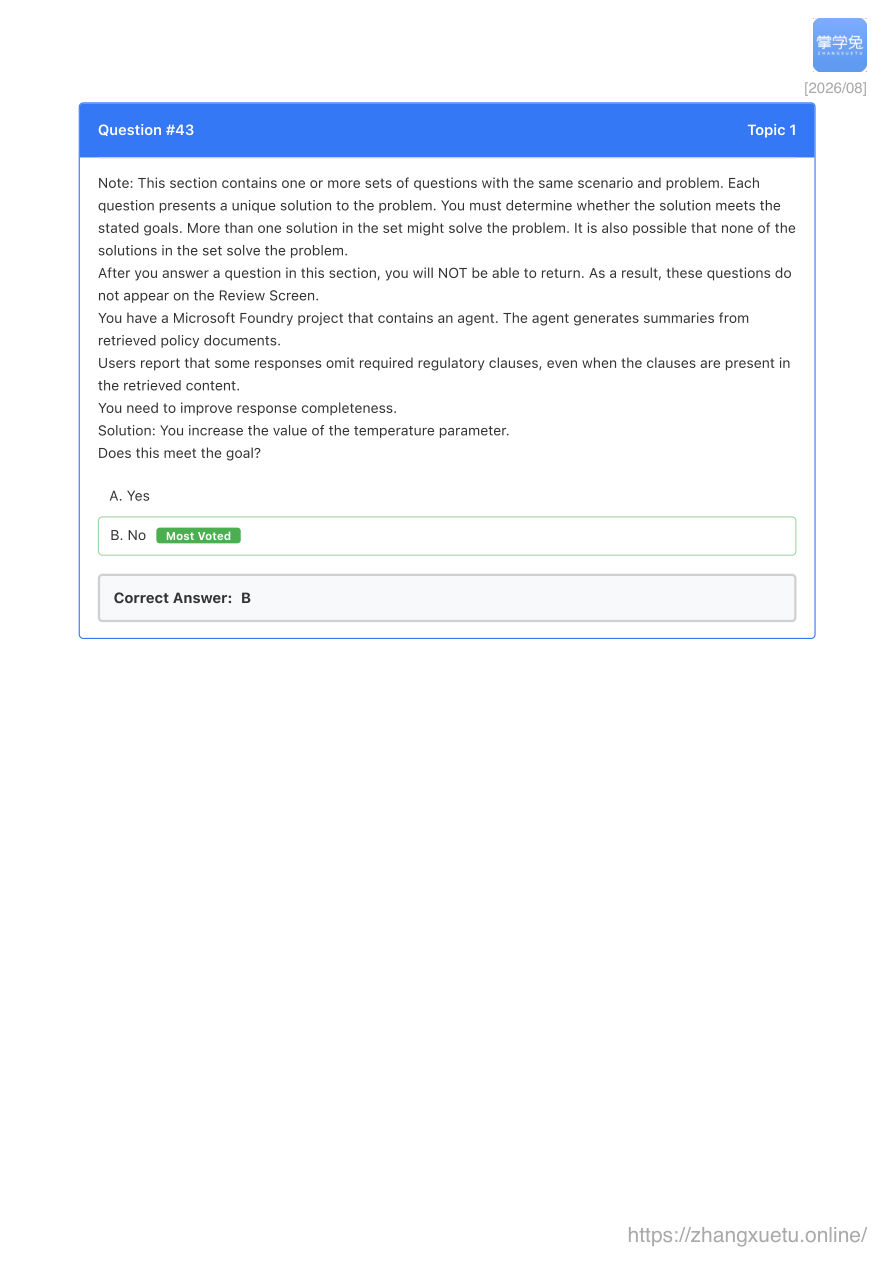 掌学兔
ZHANGXUETU
[2026/08]
Question #43 Topic 1
Note: This section contains one or more sets of questions with the same scenario and problem. Each
question presents a unique solution to the problem. You must determine whether the solution meets the
stated goals. More than one solution in the set might solve the problem. It is also possible that none of the
solutions in the set solve the problem.
After you answer a question in this section, you will NOT be able to return. As a result, these questions do
not appear on the Review Screen.
You have a Microsoft Foundry project that contains an agent. The agent generates summaries from
retrieved policy documents.
Users report that some responses omit required regulatory clauses, even when the clauses are present in
the retrieved content.
You need to improve response completeness.
Solution: You increase the value of the temperature parameter.
Does this meet the goal?
A. Yes
B. No Most Voted
Correct Answer: B
https://zhangxuetu.online/